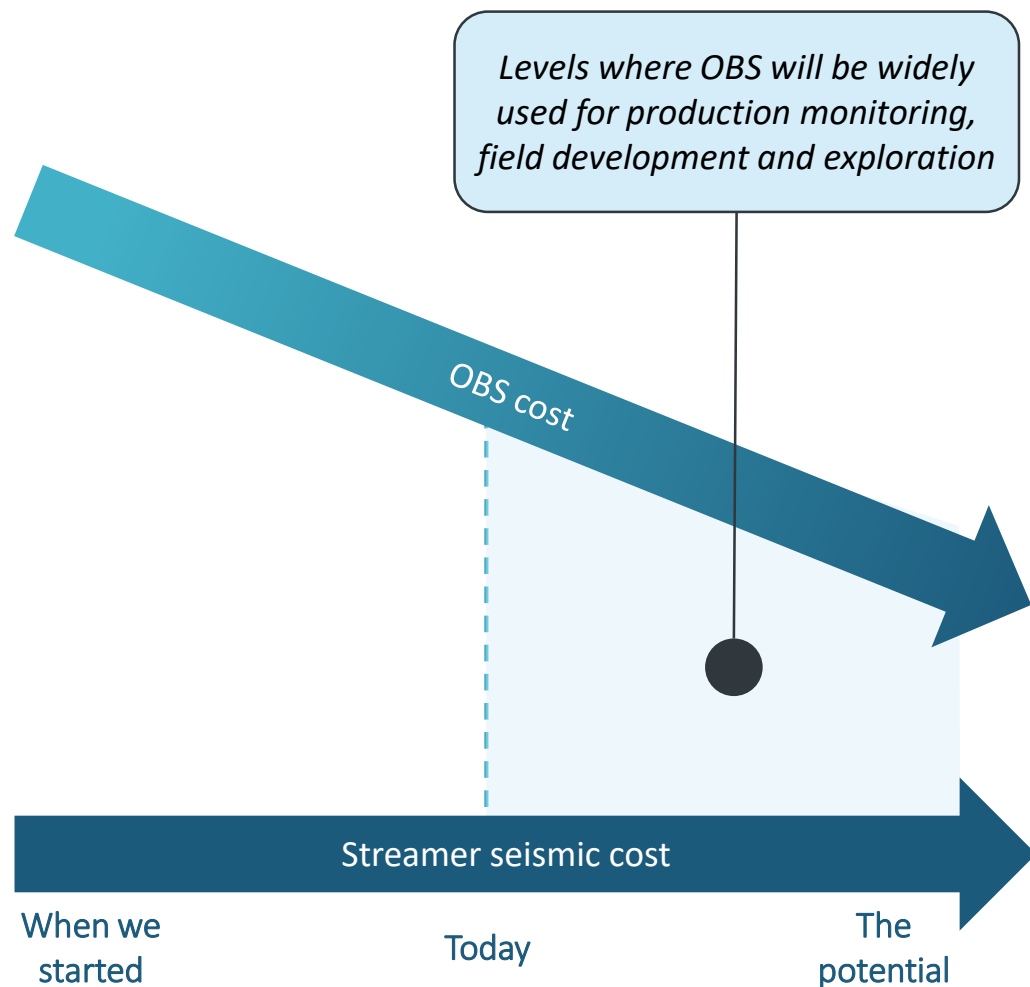 Levels where OBS will be widely
used for production monitoring,
field development and exploration
OBS cost
Streamer seismic cost
When we
started
Today
The
potential